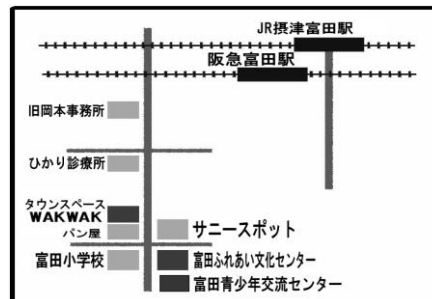 JR摂津富田駅
阪急富田駅
旧岡本事務所
ひかり診療所
タウンスペース
WAKWAK
パン屋
サニースポット
富田小学校
富田ふれあい文化センター
富田青少年交流センター